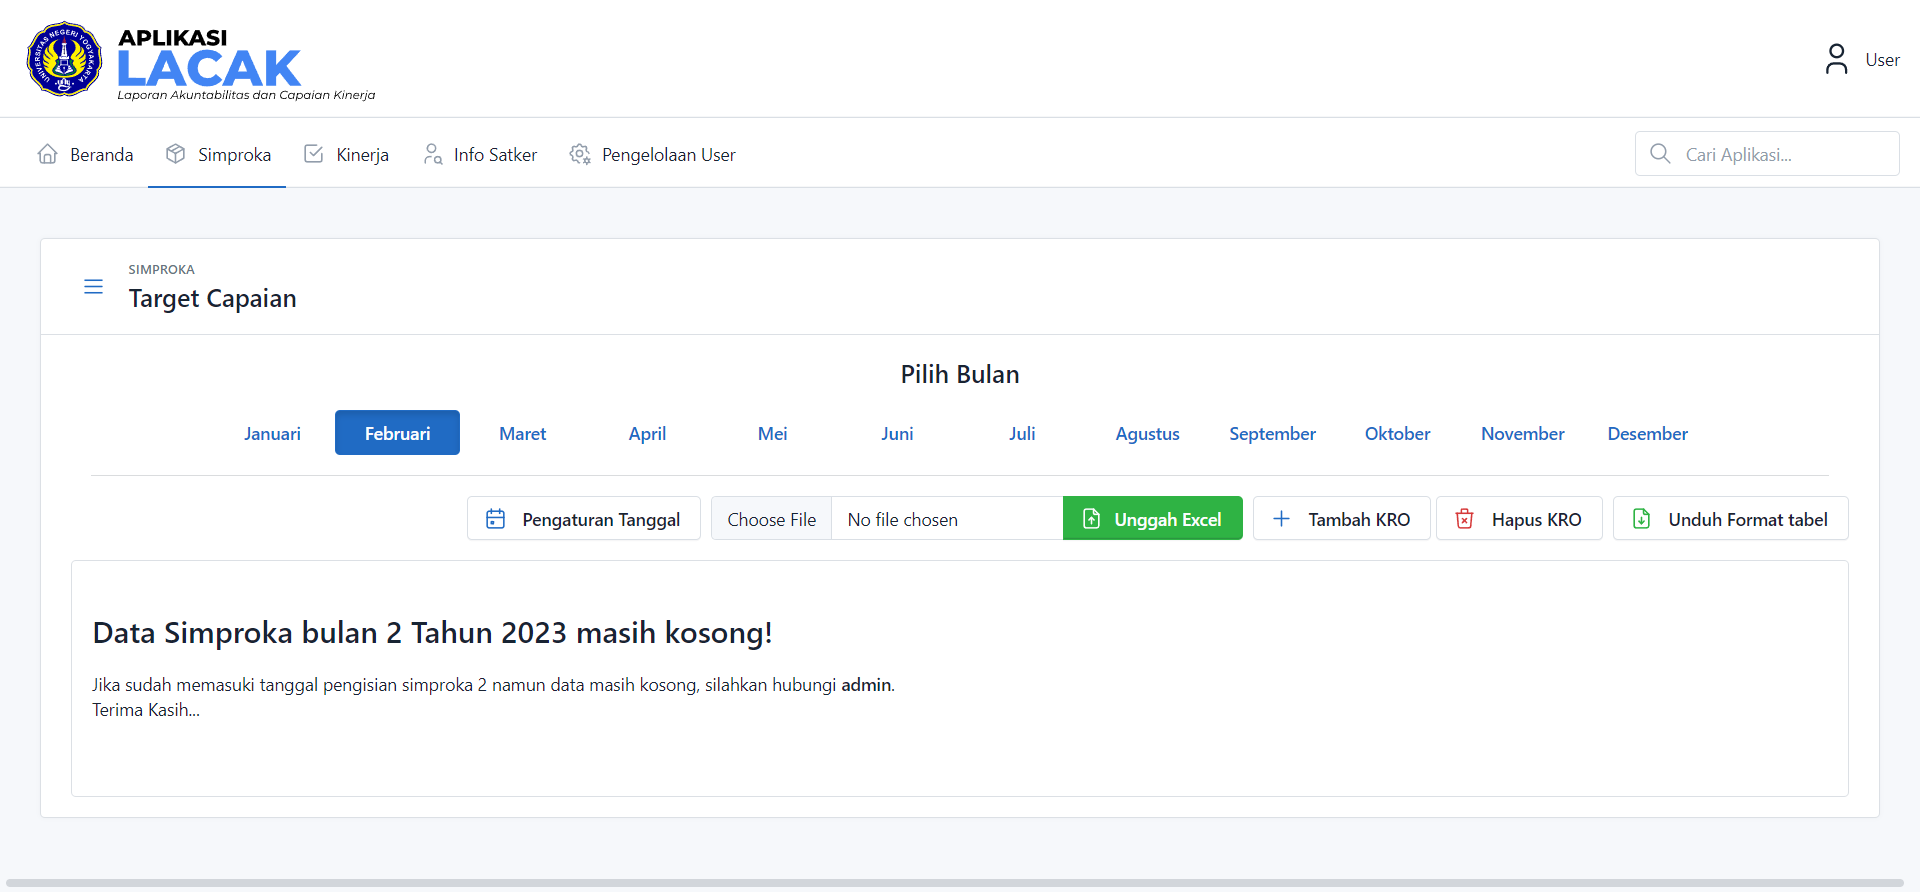 UNIVERSITAS NEGERI YOGYAKARTA
APLIKASI
LACAK
Laporan Akuntabilitas dan Capaian Kinerja
User
Beranda
Simproka
Kinerja
Info Satker
Pengelolaan User
Cari Aplikasi...
SIMPROKA
Target Capaian
Pilih Bulan
Januari
Februari
Maret
April
Mei
Juni
Juli
Agustus
September
Oktober
November
Desember
Pengaturan Tanggal
Choose File
No file chosen
Unggah Excel
Tambah KRO
Hapus KRO
Unduh Format tabel
Data Simproka bulan 2 Tahun 2023 masih kosong!
Jika sudah memasuki tanggal pengisian simproka 2 namun data masih kosong, silahkan hubungi admin.
Terima Kasih...